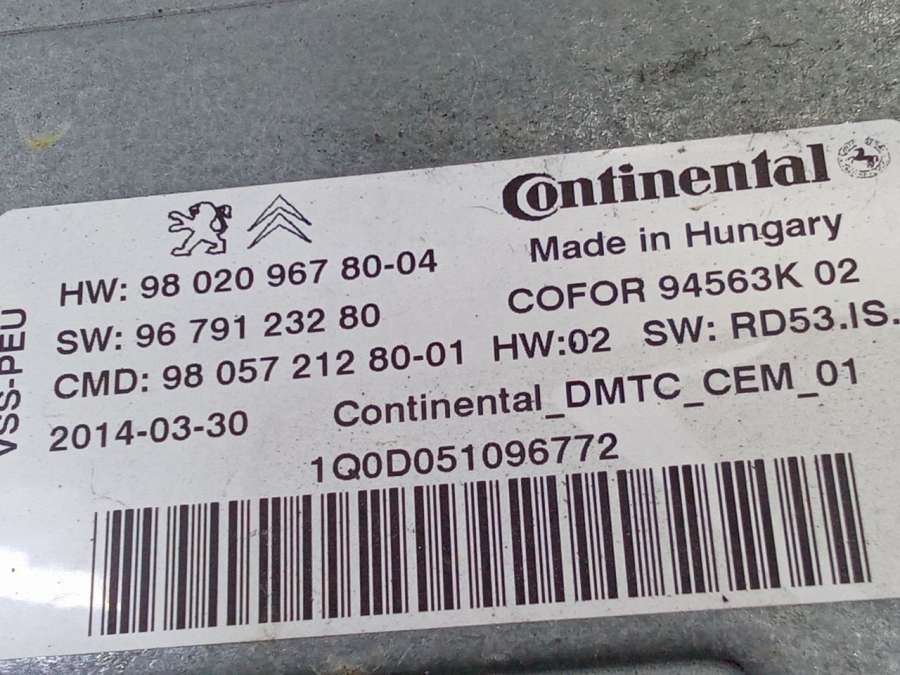 Continental
Made in Hungary
HW: 98 020 967 80-04
COFOR 94563K 02
SW: 96 791 232 80
HW:02 SW: RD53.IS.
CMD: 98 057 212 80-01
Continental_DMTC_CEM_01
2014-03-30
1Q0D051096772
VSS-PEU